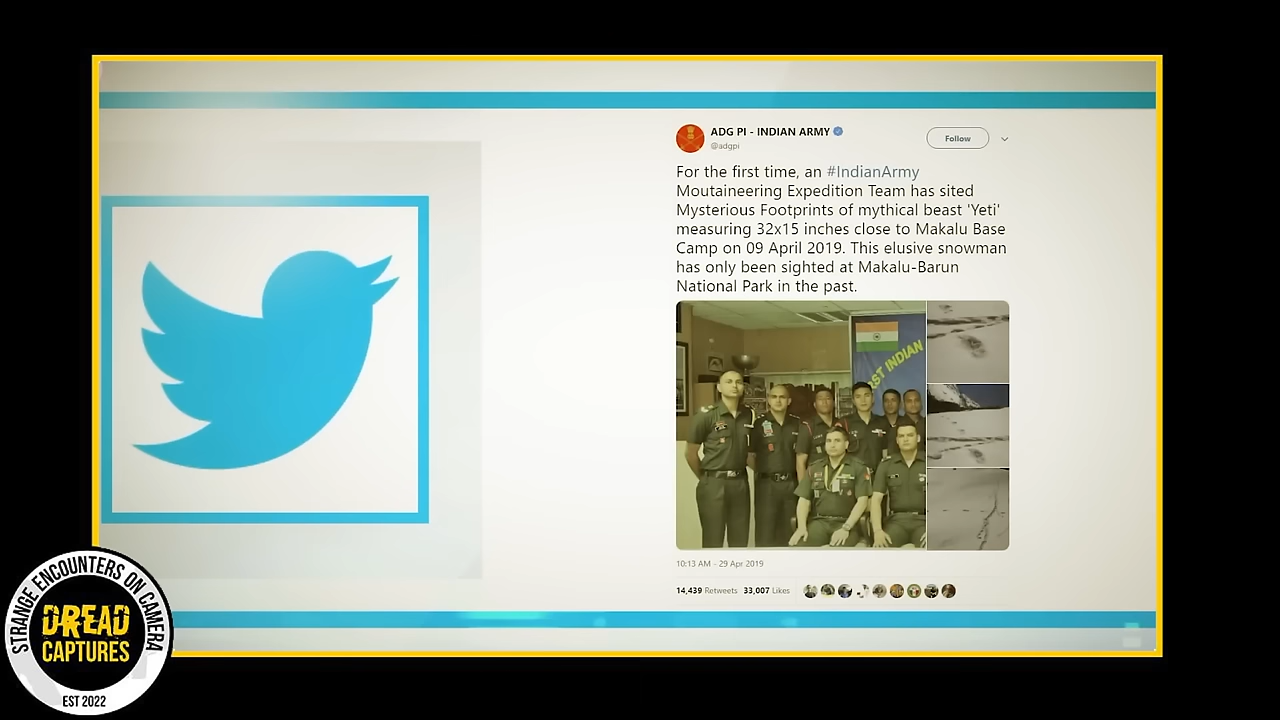 ADG PI - INDIAN ARMY
@adgpi
Follow
For the first time, an #IndianArmy
Moutaineering Expedition Team has sited
Mysterious Footprints of mythical beast 'Yeti'
measuring 32x15 inches close to Makalu Base
Camp on 09 April 2019. This elusive snowman
has only been sighted at Makalu-Barun
National Park in the past.
RST INDIAN
10:13 AM - 29 Apr 2019
14,439 Retweets 33,007 Likes
STRANGE ENCOUNTERS ON CAMERA
DREAD
CAPTURES
EST 2022